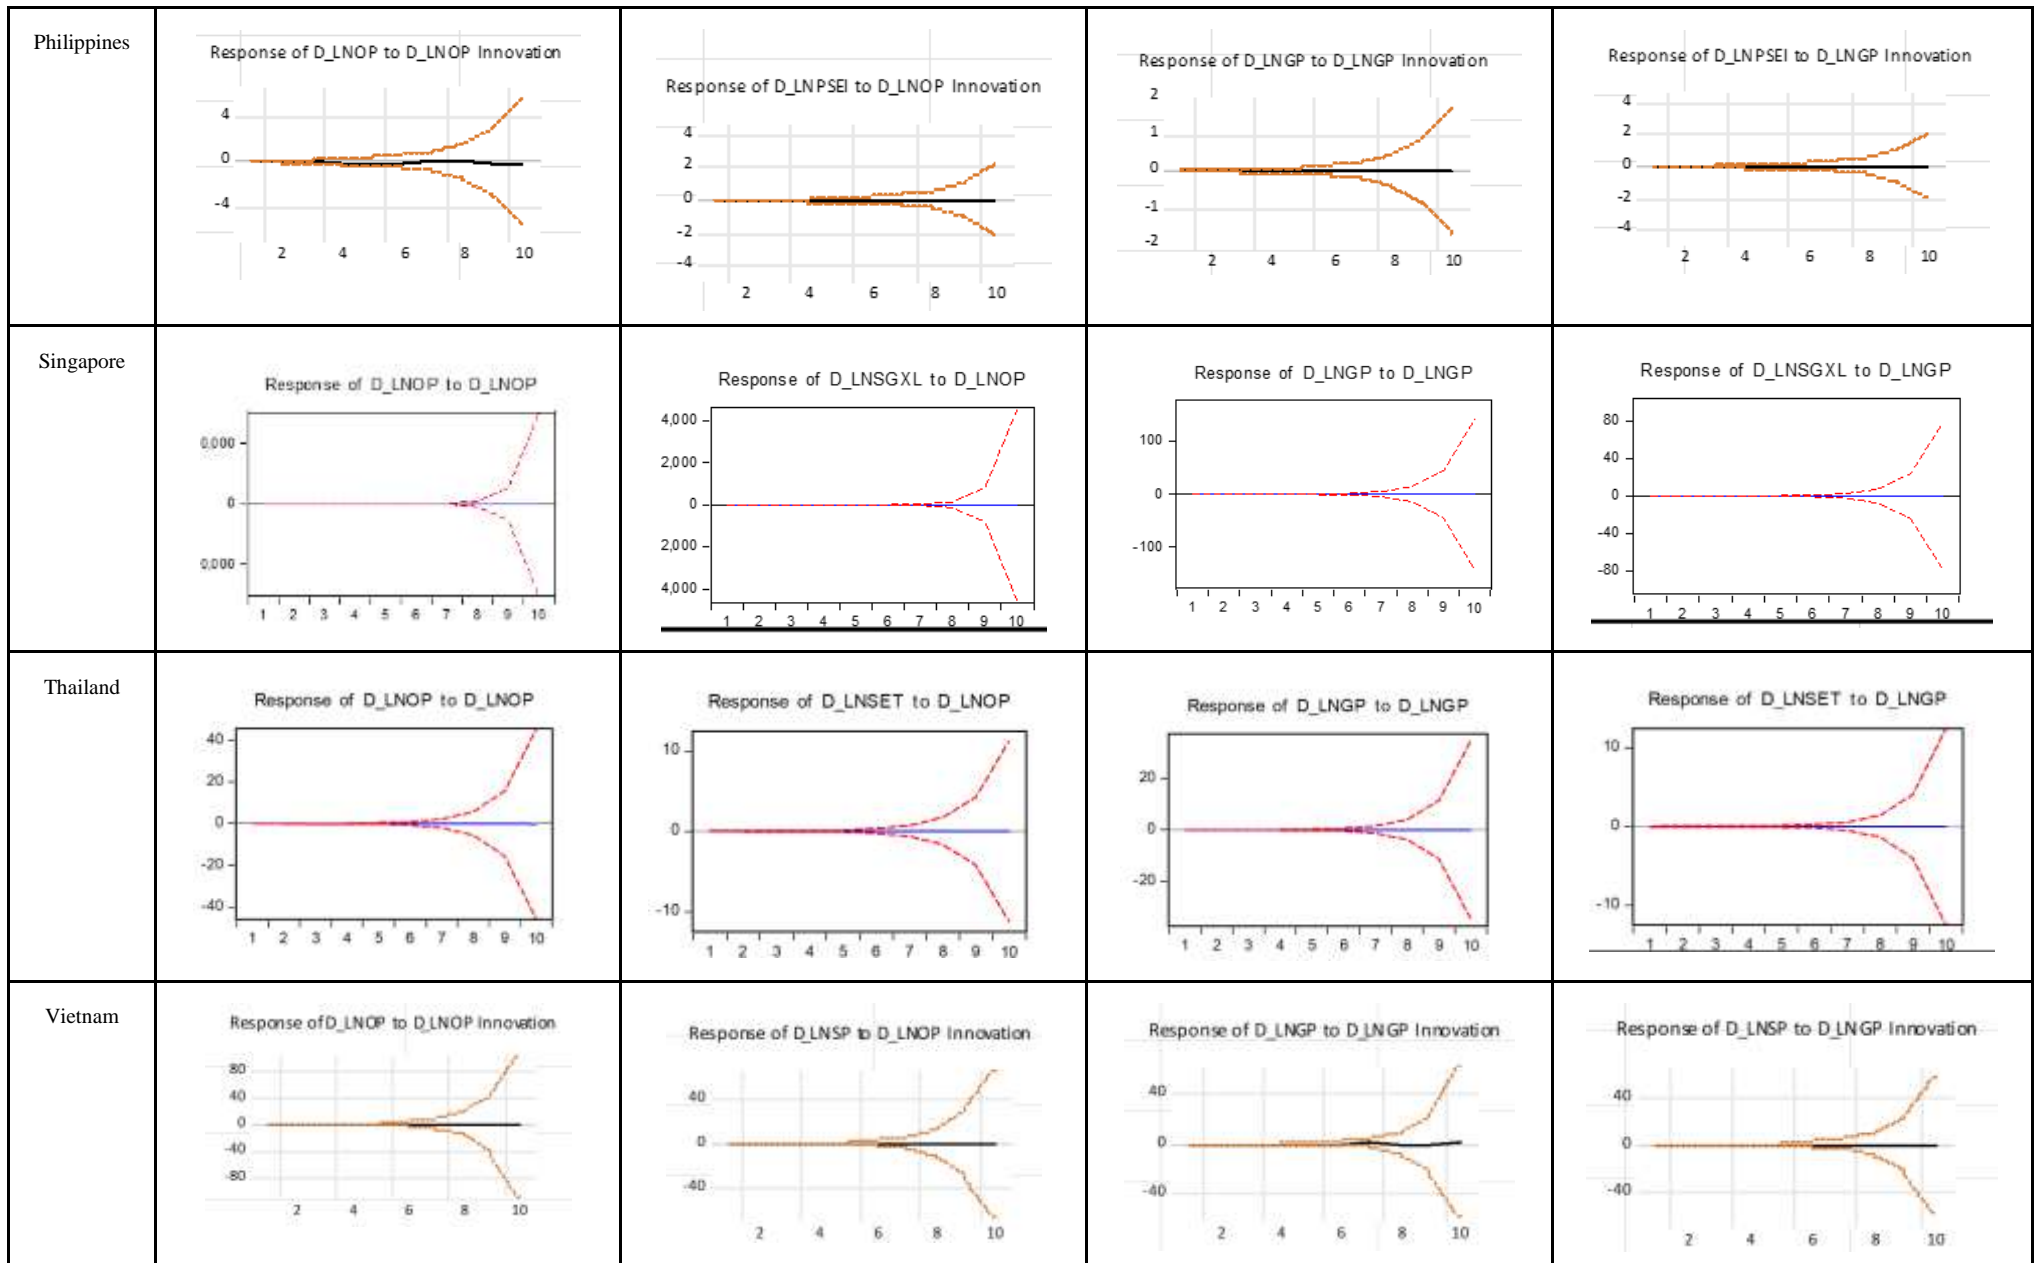 Philippines
Response of D_LNOP to D_LNOP Innovation
4
0
-4
2 4 6 8 10
Response of D_LNPSEI to D_LNOP Innovation
4
2
0
-2
-4
2 4 6 8 10
Response of D_LNGP to D_LNGP Innovation
2
1
0
-1
-2
2 4 6 8 10
Response of D_LNPSEI to D_LNGP Innovation
4
2
0
-2
-4
2 4 6 8 10
Singapore
Response of D_LNOP to D_LNOP
0,000
0
0,000
1 2 3 4 5 6 7 8 9 10
Response of D_LNSGXL to D_LNOP
4,000
2,000
0
2,000
4,000
1 2 3 4 5 6 7 8 9 10
Response of D_LNGP to D_LNGP
100
0
-100
1 2 3 4 5 6 7 8 9 10
Response of D_LNSGXL to D_LNGP
80
40
0
-40
-80
1 2 3 4 5 6 7 8 9 10
Thailand
Response of D_LNOP to D_LNOP
40
20
0
-20
-40
1 2 3 4 5 6 7 8 9 10
Response of D_LNSET to D_LNOP
10
0
-10
1 2 3 4 5 6 7 8 9 10
Response of D_LNGP to D_LNGP
20
0
-20
1 2 3 4 5 6 7 8 9 10
Response of D_LNSET to D_LNGP
10
0
-10
1 2 3 4 5 6 7 8 9 10
Vietnam
Response of D_LNOP to D_LNOP Innovation
80
40
0
-40
-80
2 4 6 8 10
Response of D_LNSP to D_LNOP Innovation
40
0
-40
2 4 6 8 10
Response of D_LNGP to D_LNGP Innovation
40
0
-40
2 4 6 8 10
Response of D_LNSP to D_LNGP Innovation
40
0
-40
2 4 6 8 10